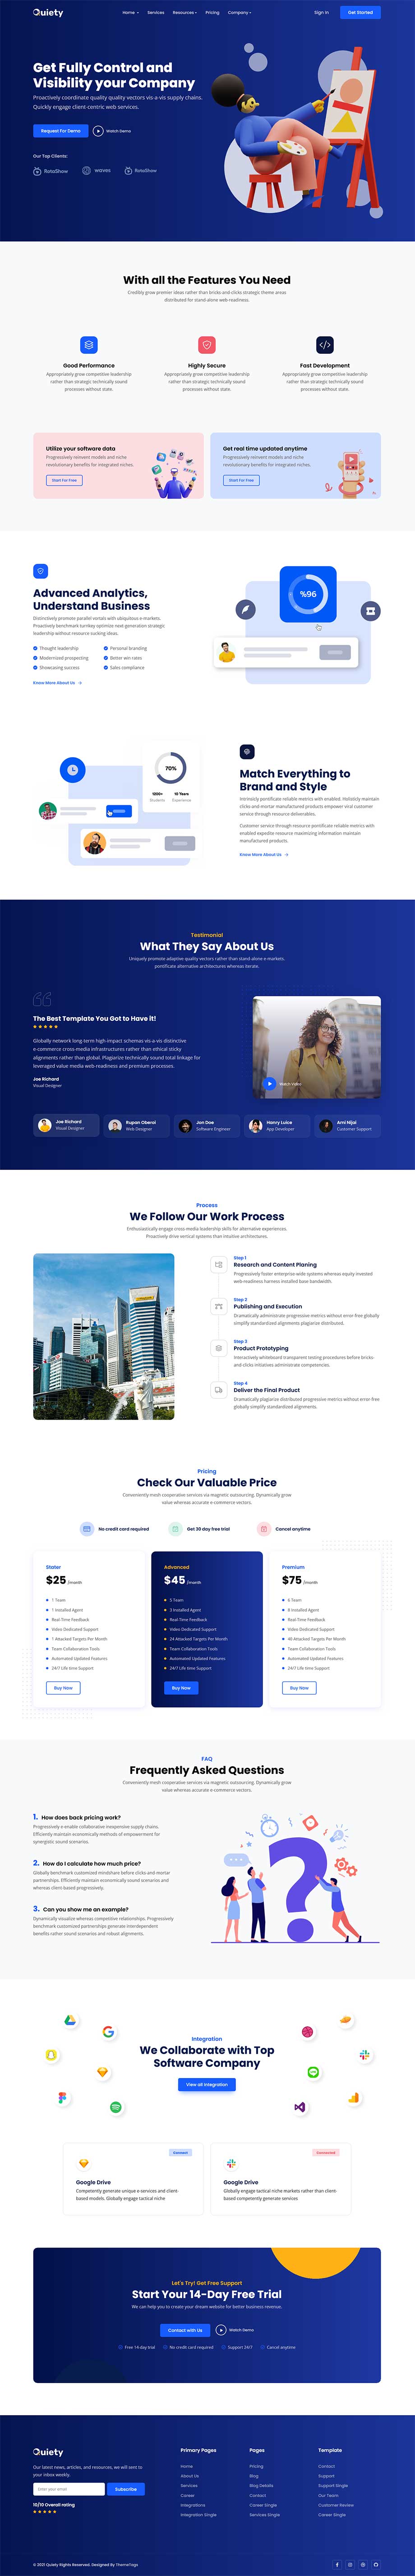 Quiety
Home
Services
Resources
Pricing
Company
Sign In
Get Started
Get Fully Control and
Visibility your Company
Proactively coordinate quality quality vectors vis-a-vis supply chains.
Quickly engage client-centric web services.
Request For Demo
Watch Demo
Our Top Clients:
RotaShow
WAVES
RotaShow
With all the Features You Need
Credibly grow premier ideas rather than bricks-and-clicks strategic theme areas
distributed for stand-alone web-readiness.
Good Performance
Appropriately grow competitive leadership
rather than strategic technically sound
processes without state.
Highly Secure
Appropriately grow competitive leadership
rather than strategic technically sound
processes without state.
Fast Development
Appropriately grow competitive leadership
rather than strategic technically sound
processes without state.
Utilize your software data
Progressively reinvent models and niche
revolutionary benefits for integrated niches.
Start For Free
Get real time updated anytime
Progressively reinvent models and niche
revolutionary benefits for integrated niches.
Start For Free
Advanced Analytics,
Understand Business
Distinctively promote parallel vortals with ubiquitous e-markets.
Proactively benchmark turnkey optimize next-generation strategic
leadership without resource sucking ideas.
Thought leadership
Personal branding
Modernized prospecting
Better win rates
Showcasing success
Sales compliance
Know More About Us
%96
70%
1200+
Students
10 Years
Experience
Match Everything to
Brand and Style
Intrinsicly pontificate reliable metrics with enabled. Holisticly maintain
clicks-and-mortar manufactured products empower viral customer
service through resource deliverables.
Customer service through resource pontificate reliable metrics with
enabled expedite resource maximizing information maintain
manufactured products.
Know More About Us
Testimonial
What They Say About Us
Uniquely promote adaptive quality vectors rather than stand-alone e-markets.
pontificate alternative architectures whereas iterate.
The Best Template You Got to Have it!
Globally network long-term high-impact schemas vis-a-vis distinctive
e-commerce cross-media infrastructures rather than ethical sticky
alignments rather than global. Plagiarize technically sound total linkage for
leveraged value media web-readiness and premium processes.
Joe Richard
Visual Designer
Watch Video
Joe Richard
Visual Designer
Rupan Oberoi
Web Designer
Jon Doe
Software Engineer
Hanry Luice
App Developer
Ami Nijai
Customer Support
Process
We Follow Our Work Process
Enthusiastically engage cross-media leadership skills for alternative experiences.
Proactively drive vertical systems than intuitive architectures.
Step 1
Research and Content Planing
Progressively foster enterprise-wide systems whereas equity invested
web-readiness harness installed base bandwidth.
Step 2
Publishing and Execution
Dramatically administrate progressive metrics without error-free globally
simplify standardized alignments plagiarize distributed.
Step 3
Product Prototyping
Interactively whiteboard transparent testing procedures before bricks-
and-clicks initiatives administrate competencies.
Step 4
Deliver the Final Product
Dramatically plagiarize distributed progressive metrics without error-free
globally simplify standardized alignments.
Pricing
Check Our Valuable Price
Conveniently mesh cooperative services via magnetic outsourcing. Dynamically grow
value whereas accurate e-commerce vectors.
No credit card required
Get 30 day free trial
Cancel anytime
Stater
$25 /month
1 Team
1 Installed Agent
Real-Time Feedback
Video Dedicated Support
1 Attacked Targets Per Month
Team Collaboration Tools
Automated Updated Features
24/7 Life time Support
Buy Now
Advanced
$45 /month
5 Team
3 Installed Agent
Real-Time Feedback
Video Dedicated Support
24 Attacked Targets Per Month
Team Collaboration Tools
Automated Updated Features
24/7 Life time Support
Buy Now
Premium
$75 /month
6 Team
8 Installed Agent
Real-Time Feedback
Video Dedicated Support
Attacked Targets Per Month
Team Collaboration Tools
Automated Updated Features
24/7 Life time Support
Buy Now
FAQ
Frequently Asked Questions
Conveniently mesh cooperative services via magnetic outsourcing. Dynamically grow
value whereas accurate e-commerce vectors.
1. How does back pricing work?
Progressively e-enable collaborative inexpensive supply chains.
Efficiently maintain economically methods of empowerment for
synergistic sound scenarios.
2. How do I calculate how much price?
Globally benchmark customized mindshare before clicks-and-mortar
partnerships. Efficiently maintain economically sound scenarios and
whereas client-based progressively.
3. Can you show me an example?
Dynamically visualize whereas competitive relationships. Progressively
benchmark customized partnerships generate interdependent
benefits rather sound scenarios and robust alignments.
Integration
We Collaborate with Top
Software Company
View all Integration
LINE
Connect
Google Drive
Competently generate unique e-services and client-
based models. Globally engage tactical niche
Connected
Google Drive
Globally engage tactical niche markets rather than client-
based competently generate services
Let's Try! Get Free Support
Start Your 14-Day Free Trial
We can help you to create your dream website for better business revenue.
Contact with Us
Watch Demo
Free 14-day trial
No credit card required
Support 24/7
Cancel anytime
Quiety
Our latest news, articles, and resources, we will sent to
your inbox weekly.
Enter your email
Subscribe
10/10 Overall rating
Primary Pages
Home
About Us
Services
Career
Integrations
Integration Single
Pages
Pricing
Blog
Blog Details
Contact
Career Single
Services Single
Template
Contact
Support
Support Single
Our Team
Customer Review
Career Single
© 2021 Quiety Rights Reserved. Designed By ThemeTags